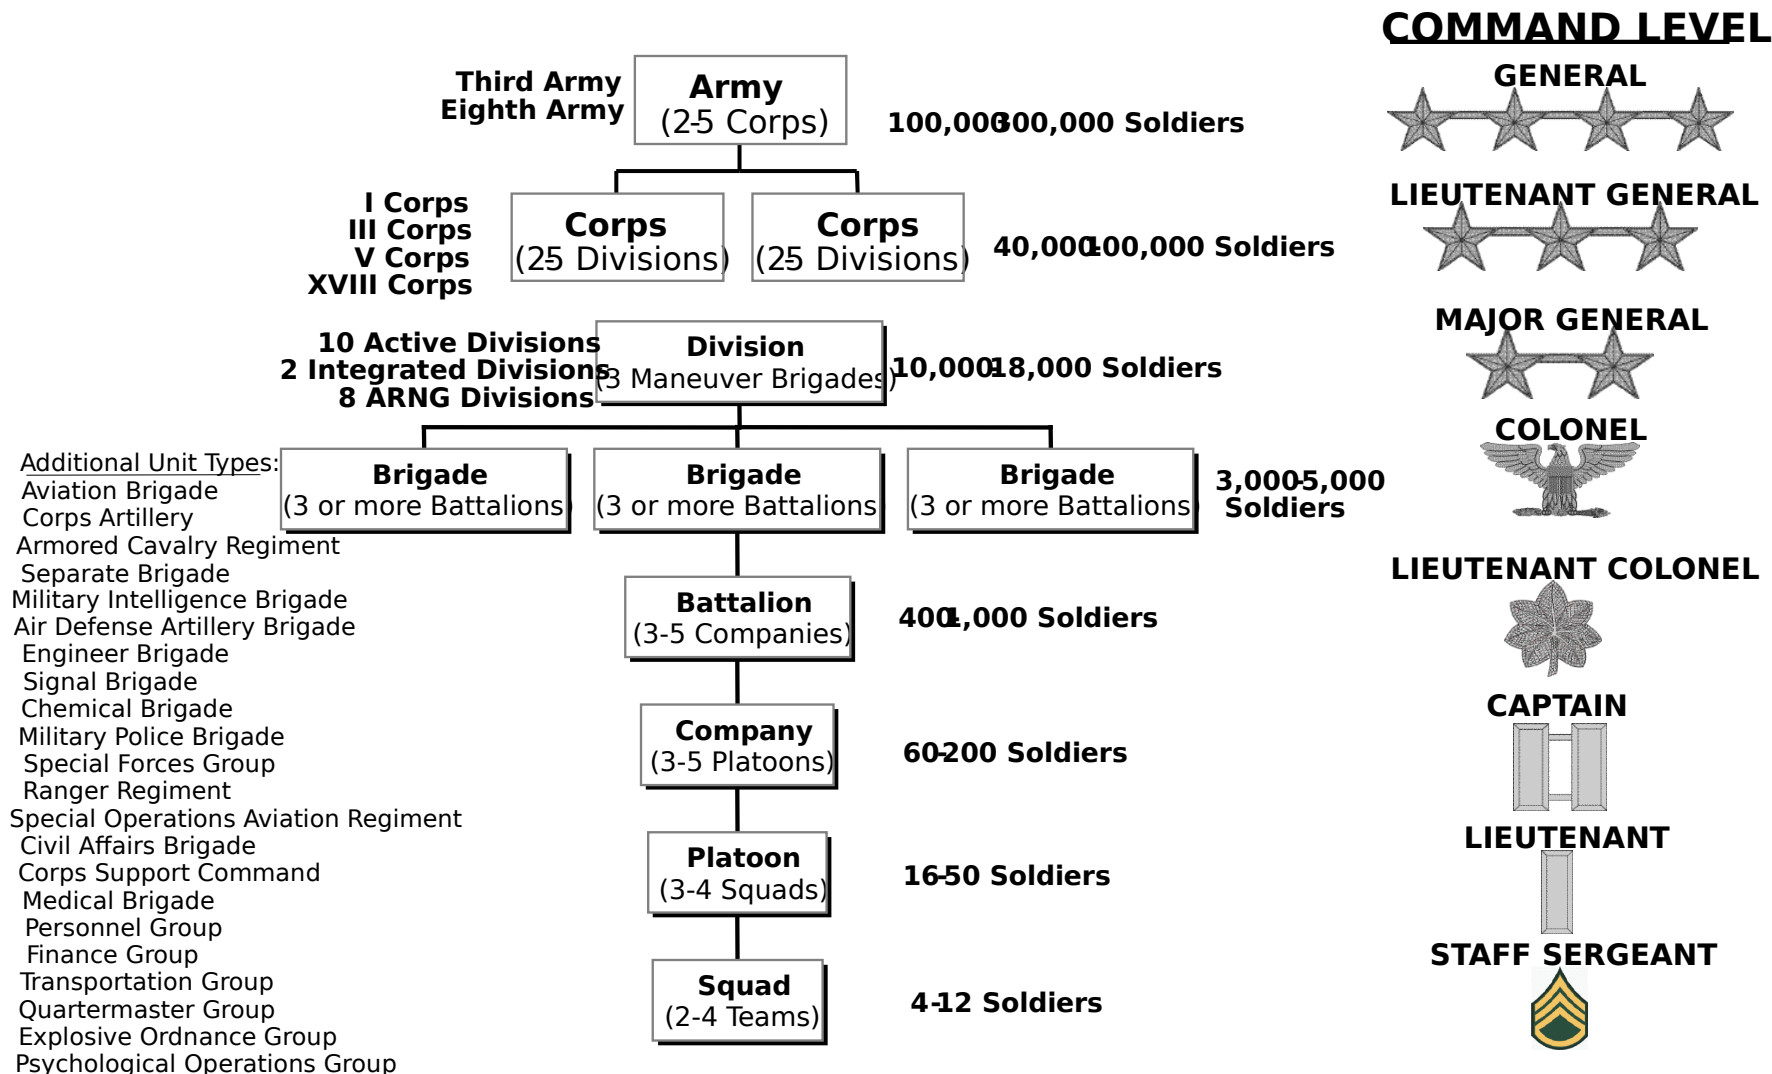 COMMAND LEVEL
Third Army
Eighth Army
Army
(2-5 Corps)
100,000-300,000 Soldiers
GENERAL
I Corps
III Corps
V Corps
XVIII Corps
Corps
(2-5 Divisions)
Corps
(2-5 Divisions)
40,000-100,000 Soldiers
LIEUTENANT GENERAL
10 Active Divisions
2 Integrated Divisions
8 ARNG Divisions
Division
(3 Maneuver Brigades)
10,000-18,000 Soldiers
MAJOR GENERAL
Brigade
(3 or more Battalions)
Brigade
(3 or more Battalions)
Brigade
(3 or more Battalions)
3,000-5,000
Soldiers
COLONEL
Battalion
(3-5 Companies)
400-1,000 Soldiers
LIEUTENANT COLONEL
Company
(3-5 Platoons)
60-200 Soldiers
CAPTAIN
Platoon
(3-4 Squads)
16-50 Soldiers
LIEUTENANT
Squad
(2-4 Teams)
4-12 Soldiers
STAFF SERGEANT
Additional Unit Types:
Aviation Brigade
Corps Artillery
Armored Cavalry Regiment
Separate Brigade
Military Intelligence Brigade
Air Defense Artillery Brigade
Engineer Brigade
Signal Brigade
Chemical Brigade
Military Police Brigade
Special Forces Group
Ranger Regiment
Special Operations Aviation Regiment
Civil Affairs Brigade
Corps Support Command
Medical Brigade
Personnel Group
Finance Group
Transportation Group
Quartermaster Group
Explosive Ordnance Group
Psychological Operations Group